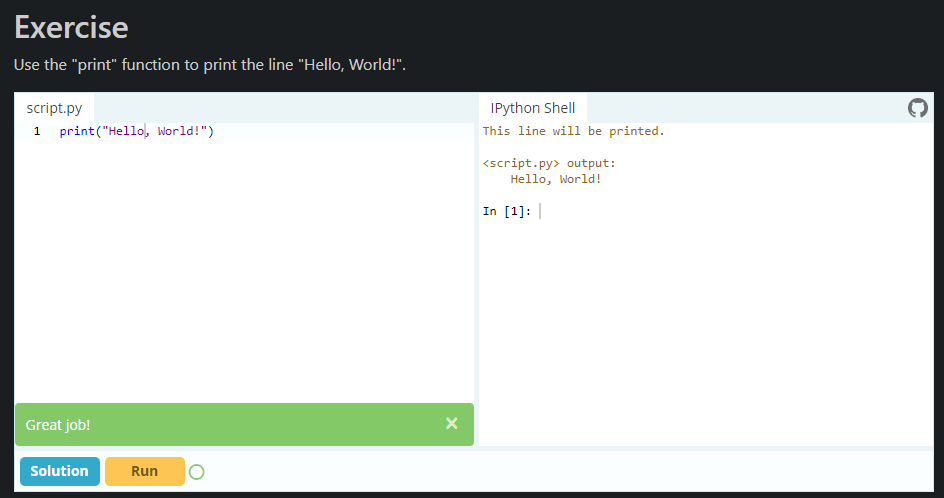 Exercise
Use the "print" function to print the line "Hello, World!".
script.py
1 print("Hello, World!")
Great job! ×
Solution Run
IPython Shell
This line will be printed.
<script.py> output:
    Hello, World!
In [1]: